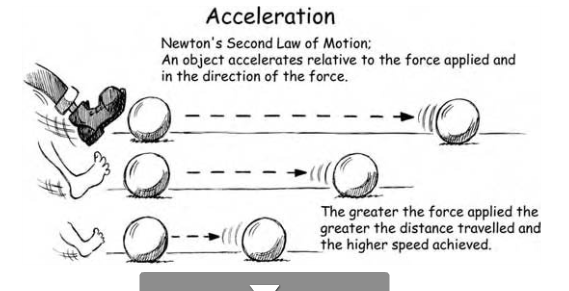 Acceleration
Newton's Second Law of Motion;
An object accelerates relative to the force applied and
in the direction of the force.
The greater the force applied the
greater the distance travelled and
the higher speed achieved.